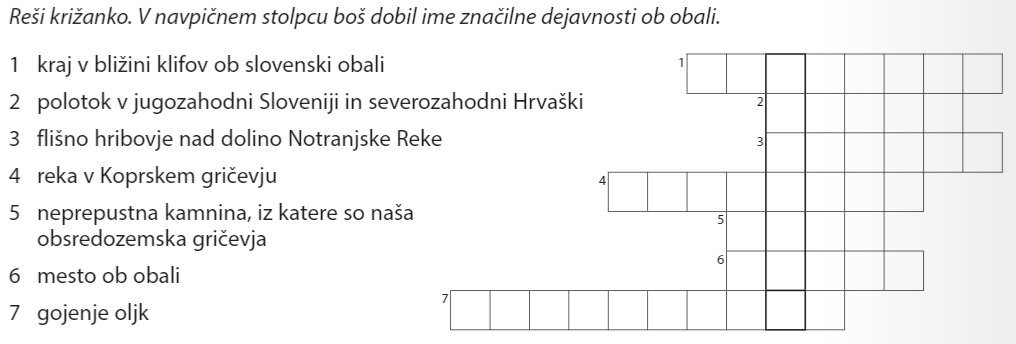 Reši križanko. V navpičnem stolpcu boš dobil ime značilne dejavnosti ob obali.
1 kraj v bližini klifov ob slovenski obali
2 polotok v jugozahodni Sloveniji in severozahodni Hrvaški
3 flišno hribovje nad dolino Notranjske Reke
4 reka v Koprskem gričevju
5 neprepustna kamnina, iz katere so naša
obsredozemska gričevja
6 mesto ob obali
7 gojenje oljk
1
2
3
4
5
6
7